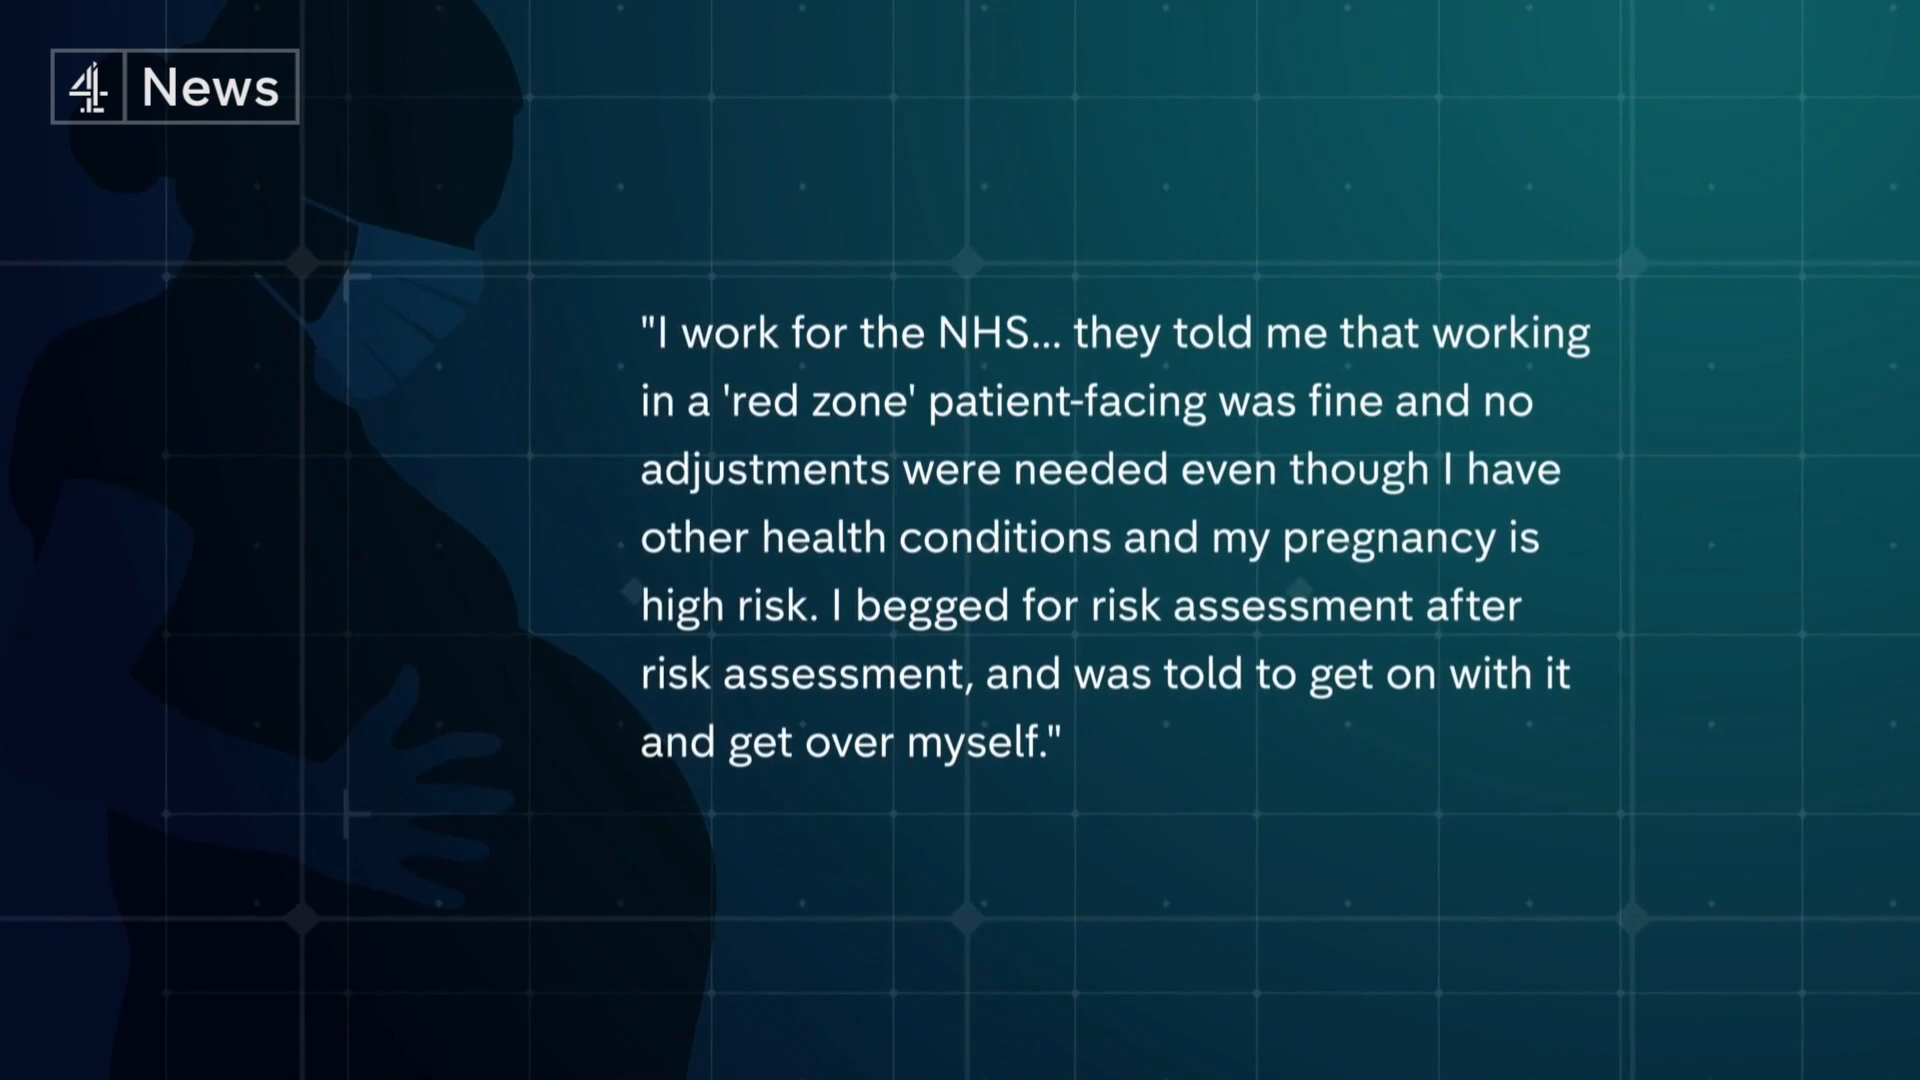 4 News
"I work for the NHS... they told me that working
in a 'red zone' patient-facing was fine and no
adjustments were needed even though I have
other health conditions and my pregnancy is
high risk. I begged for risk assessment after
risk assessment, and was told to get on with it
and get over myself."